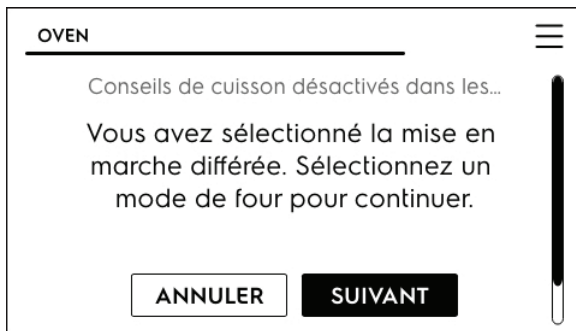 OVEN
Conseils de cuisson désactivés dans les...
Vous avez sélectionné la mise en
marche différée. Sélectionnez un
mode de four pour continuer.
ANNULER
SUIVANT